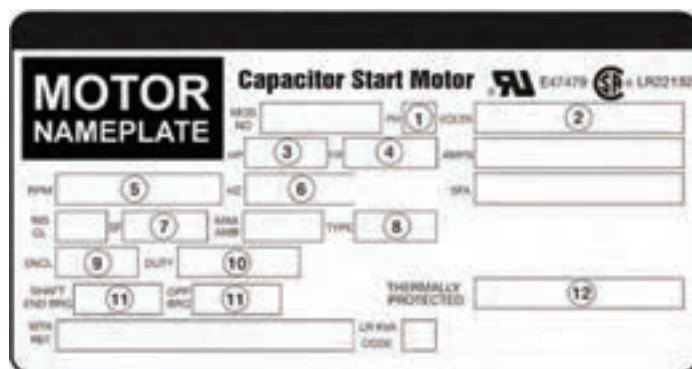 MOTOR
NAMEPLATE
Capacitor Start Motor
E47479
LR22132
MOD
NO
PH 1 VOLTS 2
HP 3 FR 4 AMPS
RPM 5 HZ 6 SFA
INS
CL
SF 7 MAX
AMB
TYPE 8
ENCL 9 DUTY 10
SHAFT
END BRG 11 OPP
BRG 11 THERMALLY
PROTECTED 12
MTR
REF
LR KVA
CODE